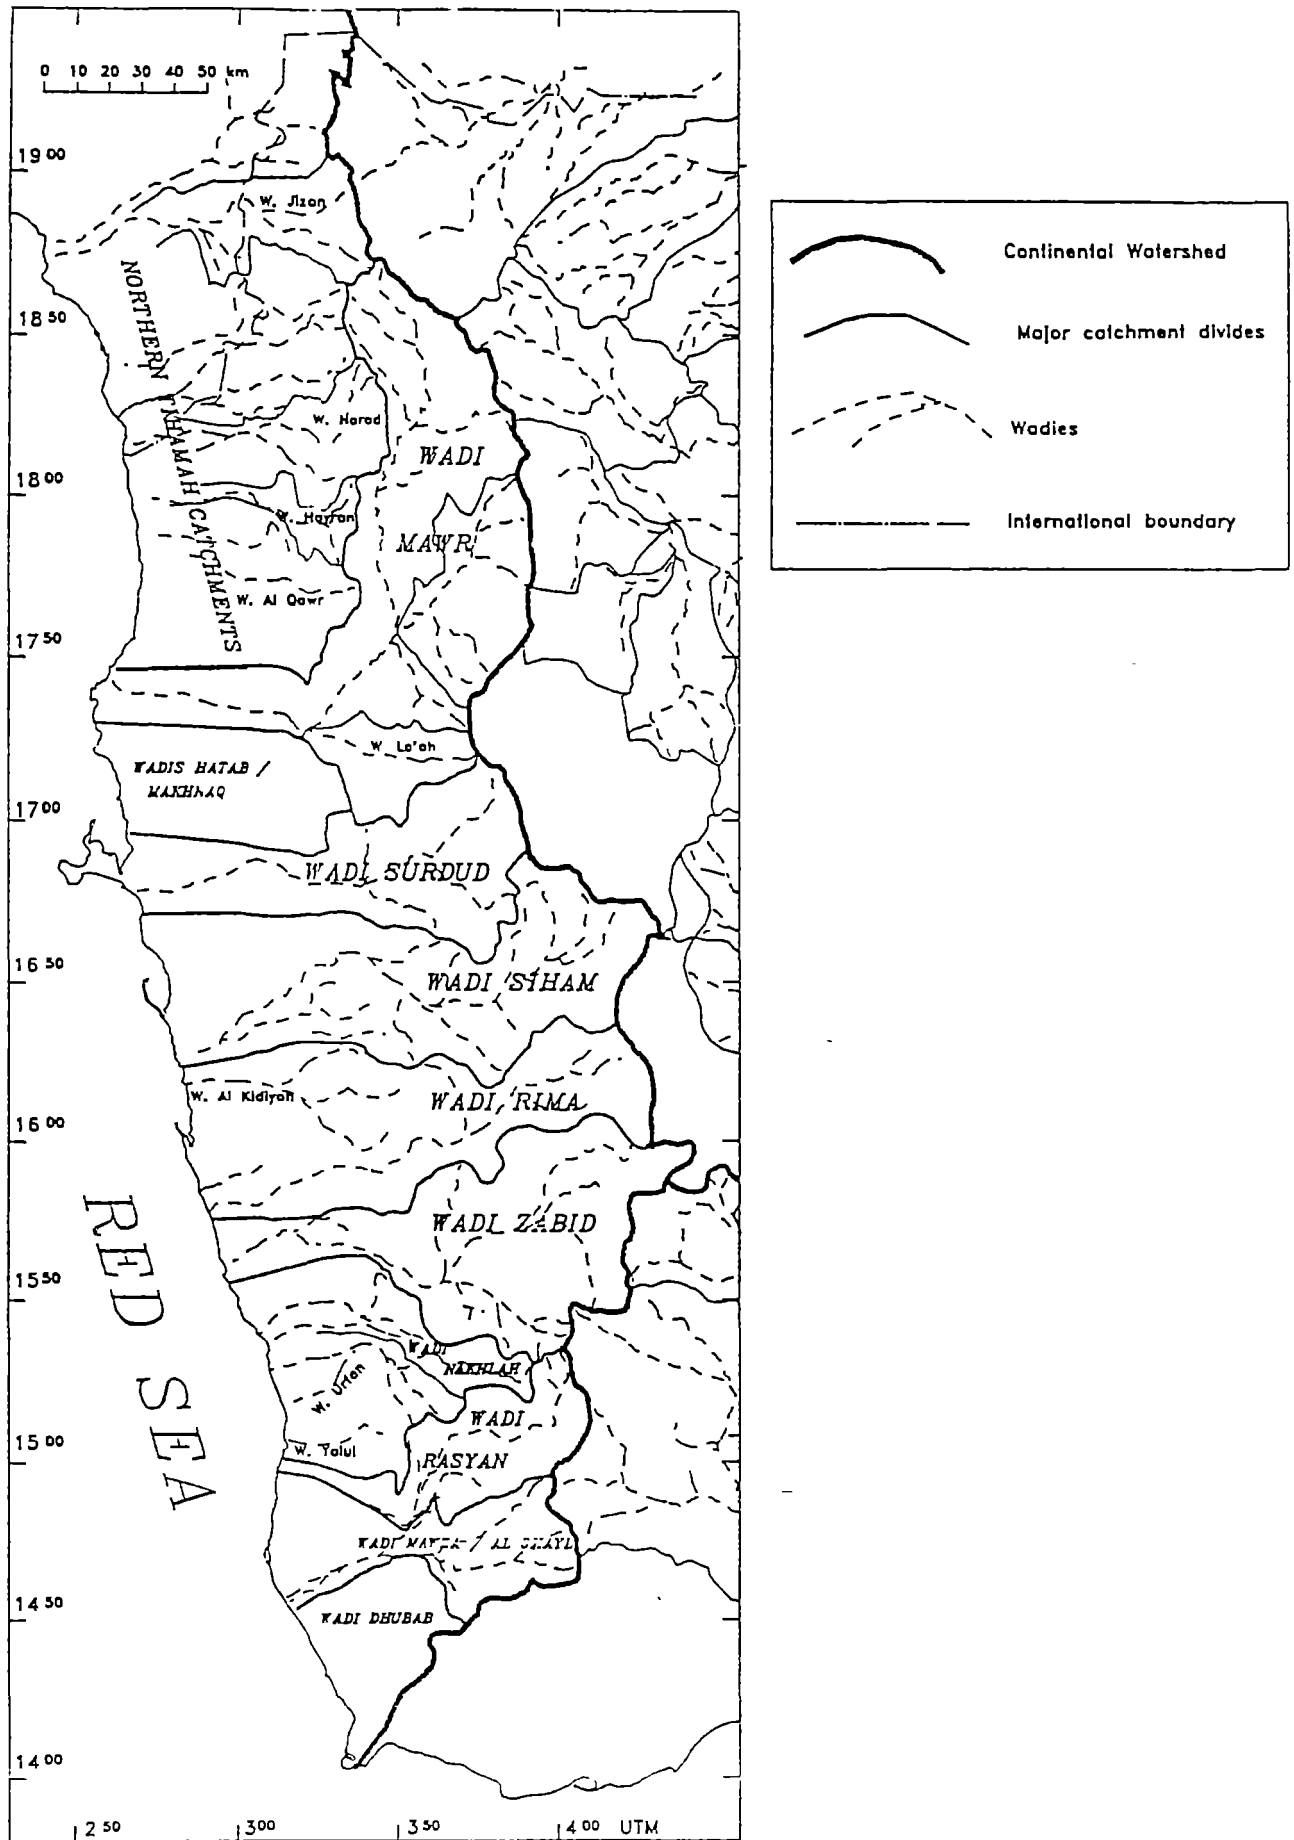 0 10 20 30 40 50 km
19 00
W. Jizan
NORTHERN TIHAMAH CATCHMENTS
18 50
W. Harad
WADI
MAWR
18 00
W. Hayran
W. Al Qawr
17 50
W. La'ah
WADIS HATAB /
MAKHNAQ
17 00
WADI SURDUD
16 50
WADI SIHAM
W. Al Kidiyah
WADI RIMA
16 00
WADI ZABID
RED SEA
15 50
WADI
NAKHLAH
W. Urfan
WADI
RASYAN
W. Yalul
15 00
WADI / AL
14 50
WADI DHUBAB
14 00
2 50 3 00 3 50 4 00 UTM
Continental Watershed
Major catchment divides
Wadies
International boundary